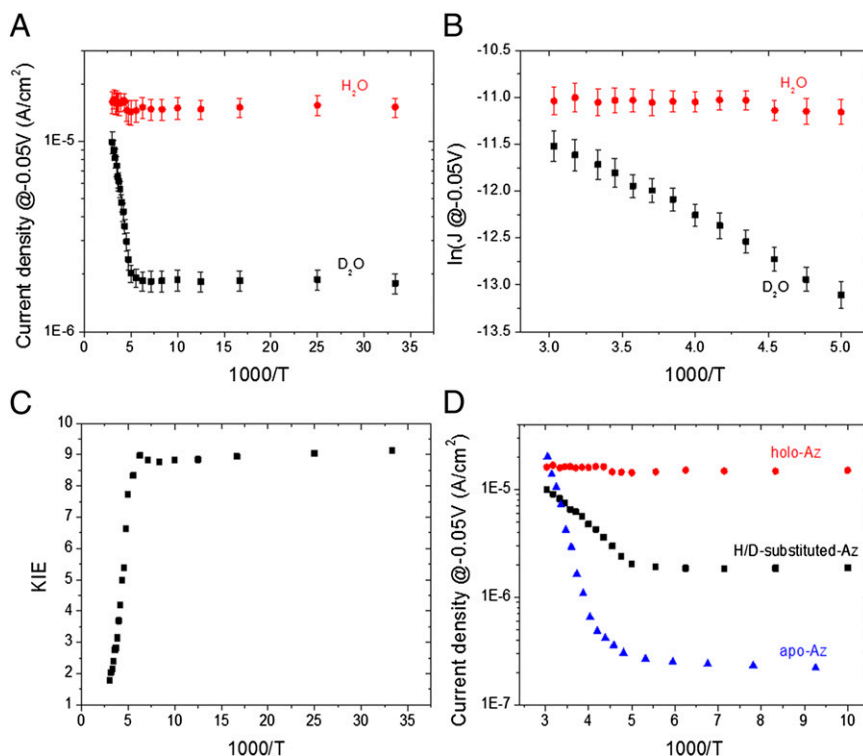 A
Current density @-0.05V (A/cm²)
1E-5
1E-6
H₂O
D₂O
0 5 10 15 20 25 30 35
1000/T
B
ln(J @-0.05V)
-10.5
-11.0
-11.5
-12.0
-12.5
-13.0
-13.5
H₂O
D₂O
3.0 3.5 4.0 4.5 5.0
1000/T
C
KIE
10
9
8
7
6
5
4
3
2
1
0 5 10 15 20 25 30 35
1000/T
D
Current density @-0.05V (A/cm²)
1E-5
1E-6
1E-7
holo-Az
H/D-substituted-Az
apo-Az
3 4 5 6 7 8 9 10
1000/T